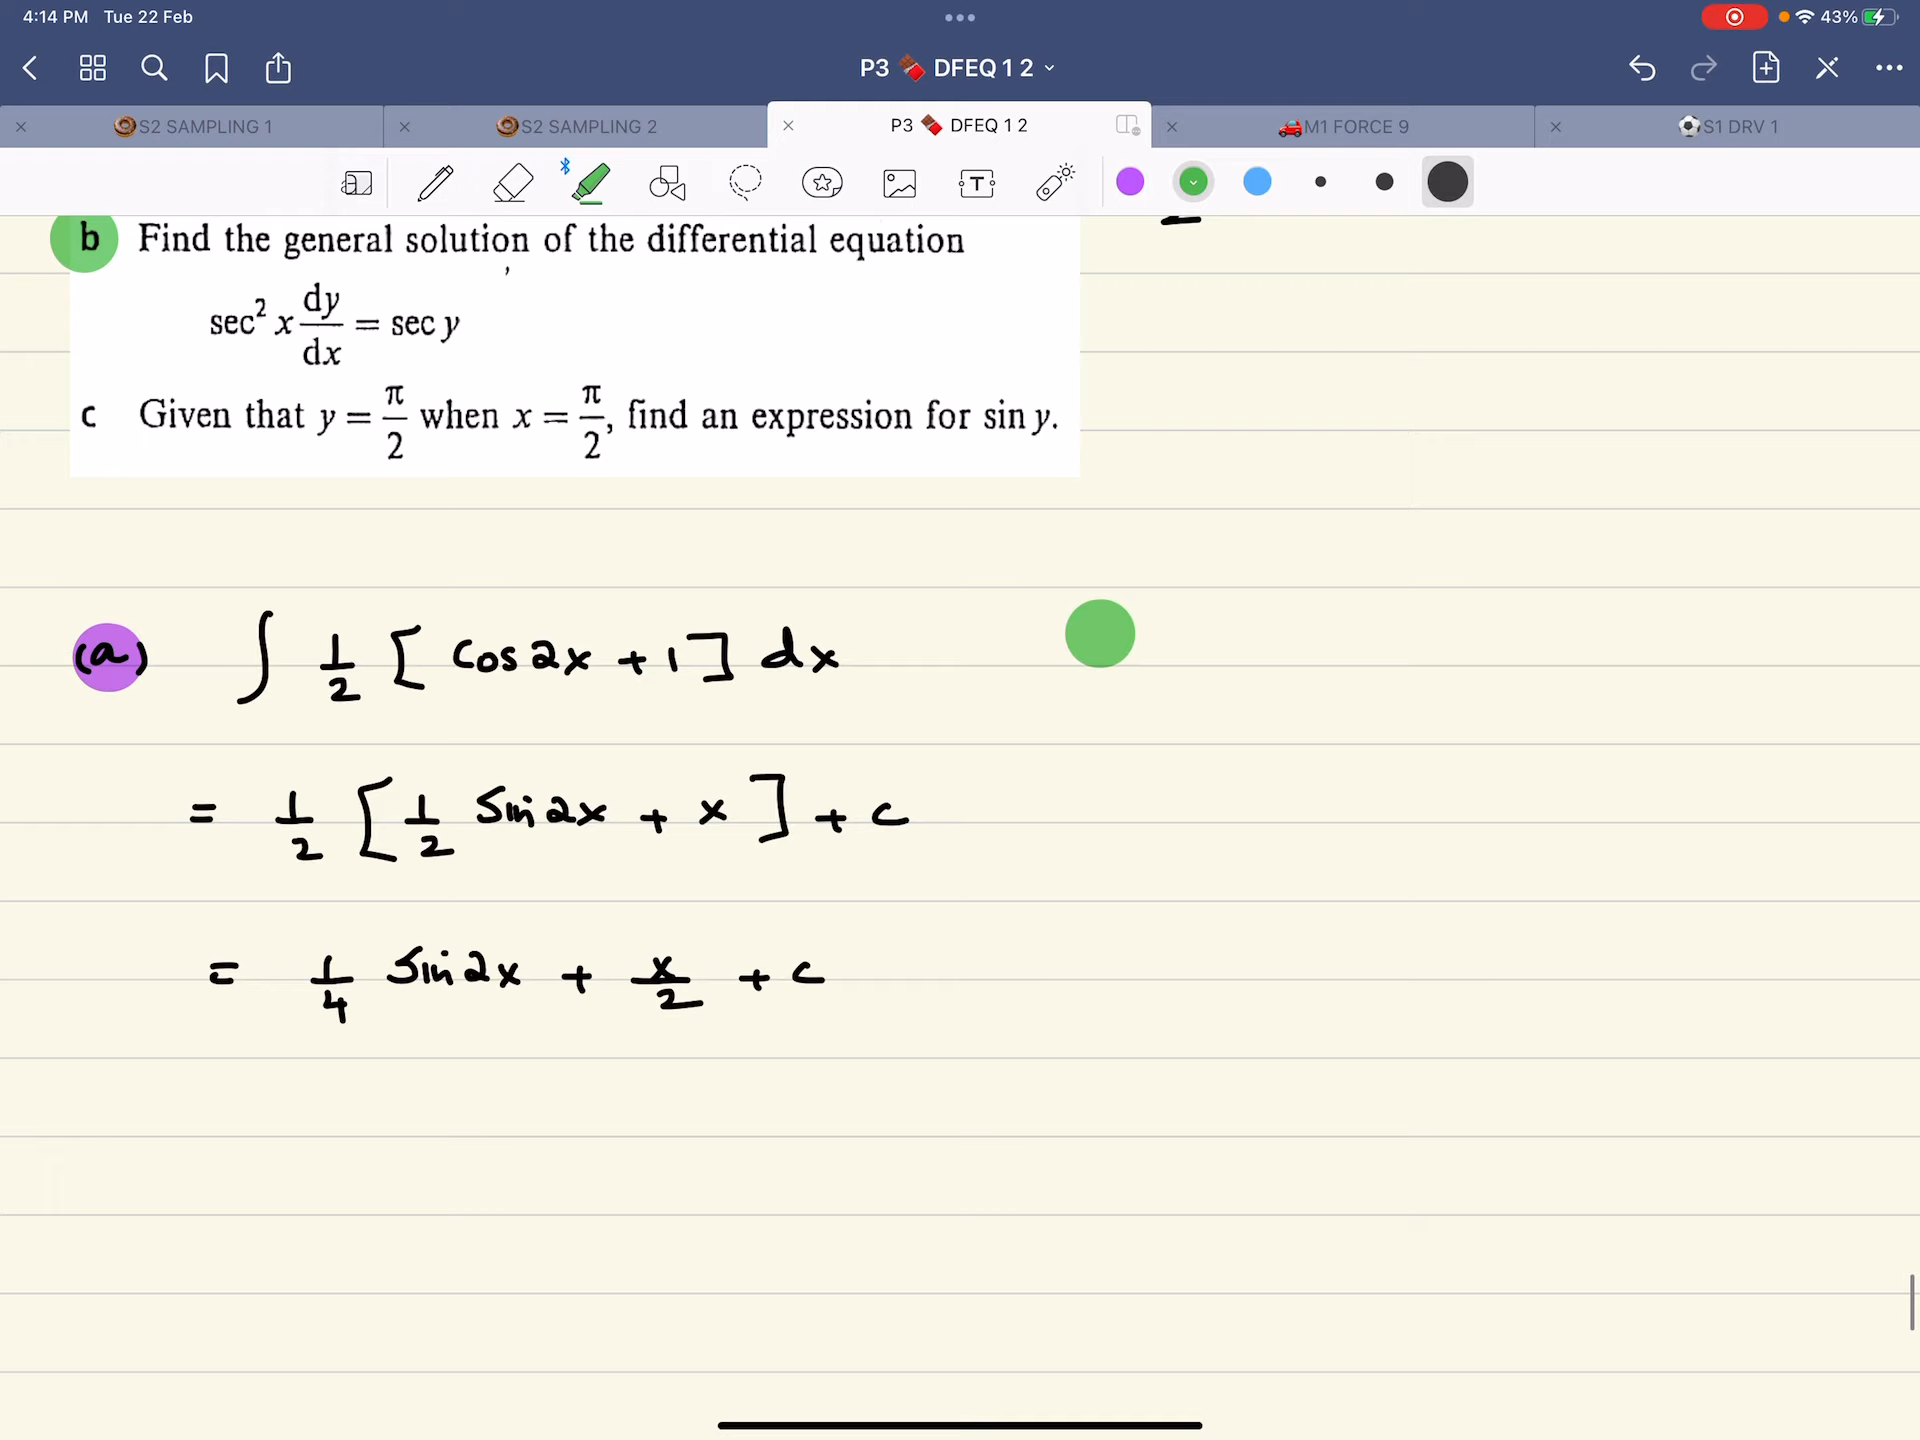 4:14 PM Tue 22 Feb
43%
P3 🍫 DFEQ 1 2
S2 SAMPLING 1
S2 SAMPLING 2
P3 🍫 DFEQ 1 2
M1 FORCE 9
S1 DRV 1
b Find the general solution of the differential equation
sec² x dy/dx = sec y
c Given that y = π/2 when x = π/2, find an expression for sin y.
(a) ∫ 1/2 [ cos 2x + 1 ] dx
= 1/2 [ 1/2 Sin 2x + x ] + c
= 1/4 Sin 2x + x/2 + c